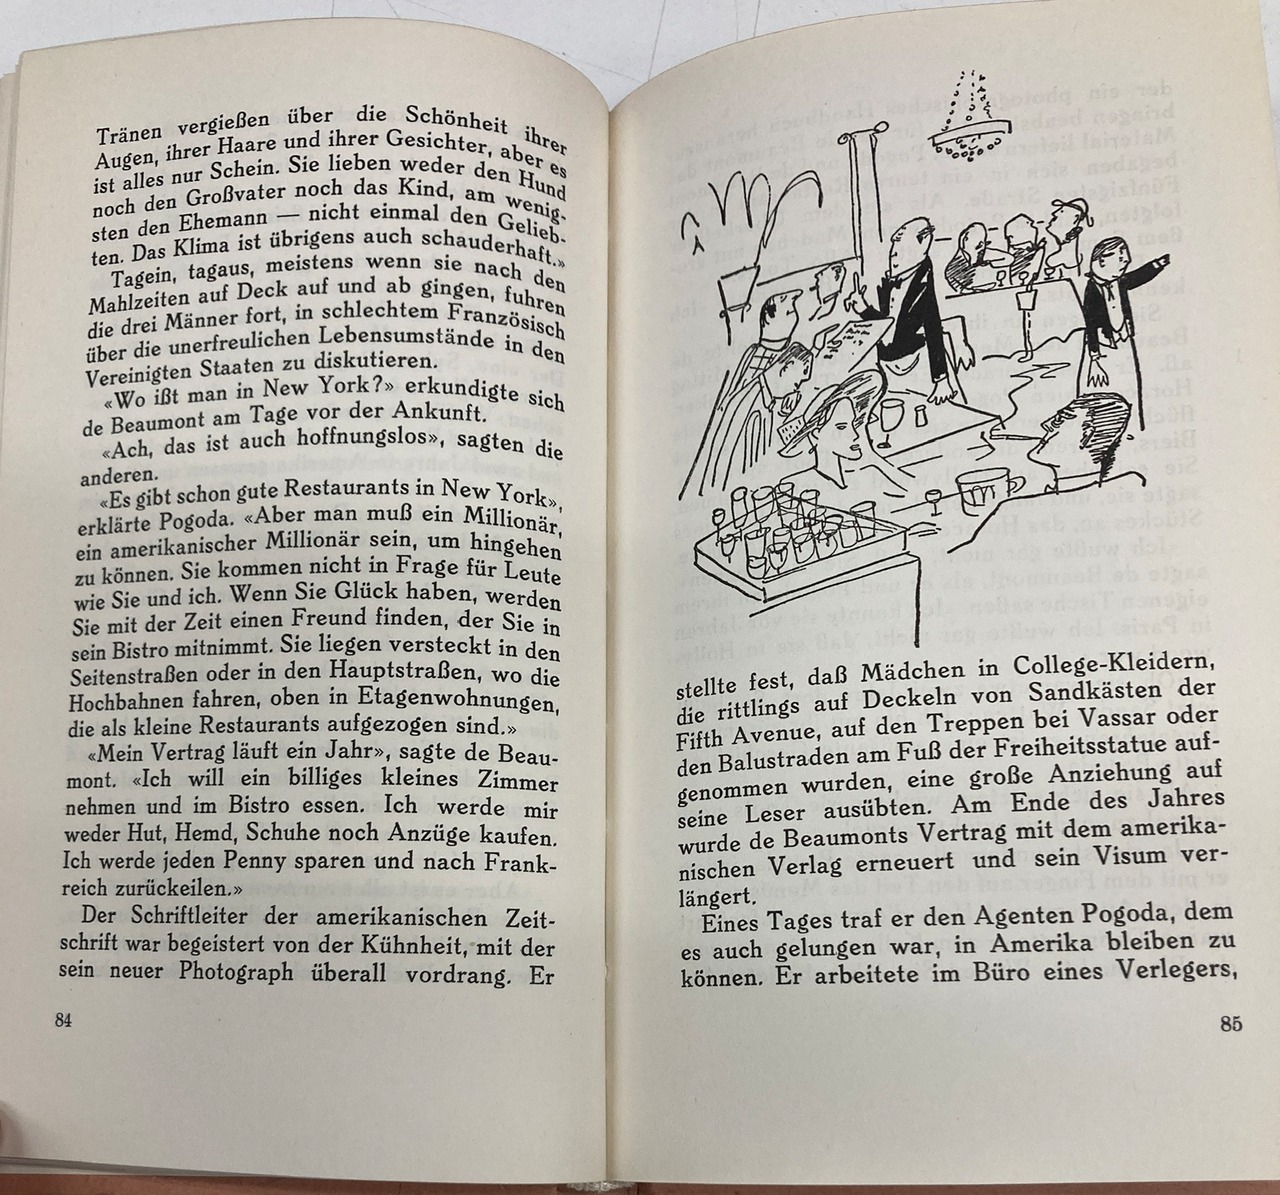 Tränen vergießen über die Schönheit ihrer
Augen, ihrer Haare und ihrer Gesichter, aber es
ist alles nur Schein. Sie lieben weder den Hund
noch den Großvater noch das Kind, am wenig-
sten den Ehemann — nicht einmal den Gelieb-
ten. Das Klima ist übrigens auch schauderhaft.»
Tagein, tagaus, meistens wenn sie nach den
Mahlzeiten auf Deck auf und ab gingen, fuhren
die drei Männer fort, in schlechtem Französisch
über die unerfreulichen Lebensumstände in den
Vereinigten Staaten zu diskutieren.
«Wo ißt man in New York?» erkundigte sich
de Beaumont am Tage vor der Ankunft.
«Ach, das ist auch hoffnungslos», sagten die
anderen.
«Es gibt schon gute Restaurants in New York»,
erklärte Pogoda. «Aber man muß ein Millionär,
ein amerikanischer Millionär sein, um hingehen
zu können. Sie kommen nicht in Frage für Leute
wie Sie und ich. Wenn Sie Glück haben, werden
Sie mit der Zeit einen Freund finden, der Sie in
sein Bistro mitnimmt. Sie liegen versteckt in den
Seitenstraßen oder in den Hauptstraßen, wo die
Hochbahnen fahren, oben in Etagenwohnungen,
die als kleine Restaurants aufgezogen sind.»
«Mein Vertrag läuft ein Jahr», sagte de Beau-
mont. «Ich will ein billiges kleines Zimmer
nehmen und im Bistro essen. Ich werde mir
weder Hut, Hemd, Schuhe noch Anzüge kaufen.
Ich werde jeden Penny sparen und nach Frank-
reich zurückeilen.»
Der Schriftleiter der amerikanischen Zeit-
schrift war begeistert von der Kühnheit, mit der
sein neuer Photograph überall vordrang. Er
84
stellte fest, daß Mädchen in College-Kleidern,
die rittlings auf Deckeln von Sandkästen der
Fifth Avenue, auf den Treppen bei Vassar oder
den Balustraden am Fuß der Freiheitsstatue auf-
genommen wurden, eine große Anziehung auf
seine Leser ausübten. Am Ende des Jahres
wurde de Beaumonts Vertrag mit dem amerika-
nischen Verlag erneuert und sein Visum ver-
längert.
Eines Tages traf er den Agenten Pogoda, dem
es auch gelungen war, in Amerika bleiben zu
können. Er arbeitete im Büro eines Verlegers,
85